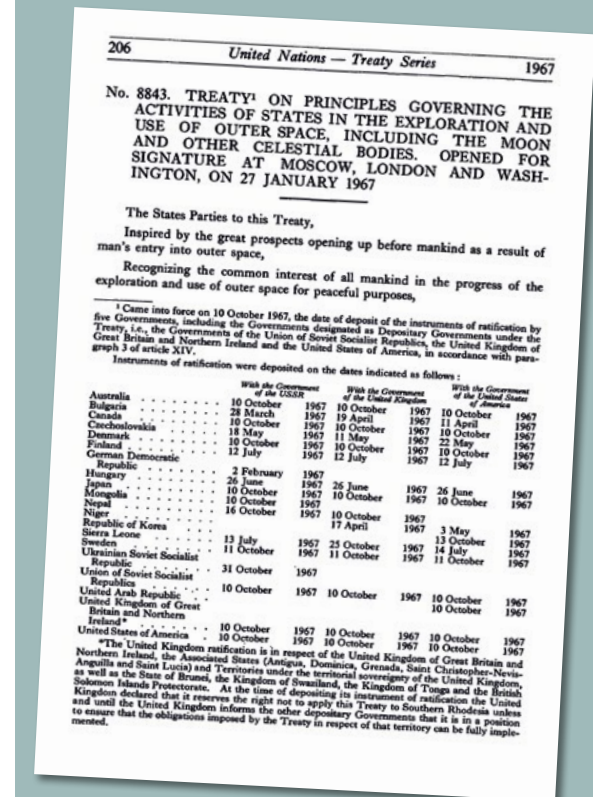 206
United Nations — Treaty Series
1967
No. 8843. TREATY¹ ON PRINCIPLES GOVERNING THE
ACTIVITIES OF STATES IN THE EXPLORATION AND
USE OF OUTER SPACE, INCLUDING THE MOON
AND OTHER CELESTIAL BODIES. OPENED FOR
SIGNATURE AT MOSCOW, LONDON AND WASH-
INGTON, ON 27 JANUARY 1967
The States Parties to this Treaty,
Inspired by the great prospects opening up before mankind as a result of
man's entry into outer space,
Recognizing the common interest of all mankind in the progress of the
exploration and use of outer space for peaceful purposes,
¹ Came into force on 10 October 1967, the date of deposit of the instruments of ratification by
five Governments, including the Governments designated as Depositary Governments under the
Treaty, i.e., the Governments of the Union of Soviet Socialist Republics, the United Kingdom of
Great Britain and Northern Ireland and the United States of America, in accordance with para-
graph 3 of article XIV.
Instruments of ratification were deposited on the dates indicated as follows :
With the Government of the USSR
With the Government of the United Kingdom
With the Government of the United States of America
Australia . . . . . . . . 10 October 1967 10 October 1967 10 October 1967
Bulgaria . . . . . . . . 28 March 1967 19 April 1967 11 April 1967
Canada . . . . . . . . 10 October 1967 10 October 1967 10 October 1967
Czechoslovakia . . . . . . 18 May 1967 11 May 1967 22 May 1967
Denmark . . . . . . . . 10 October 1967 10 October 1967 10 October 1967
Finland . . . . . . . . 12 July 1967 12 July 1967 12 July 1967
German Democratic
Republic . . . . . . . 2 February 1967
Hungary . . . . . . . . 26 June 1967 26 June 1967 26 June 1967
Japan . . . . . . . . 10 October 1967 10 October 1967 10 October 1967
Mongolia . . . . . . . . 10 October 1967
Nepal . . . . . . . . 16 October 1967 10 October 1967
Niger . . . . . . . . 17 April 1967 3 May 1967
Republic of Korea . . . . 13 October 1967
Sierra Leone . . . . . . 13 July 1967 25 October 1967 14 July 1967
Sweden . . . . . . . . 11 October 1967 11 October 1967 11 October 1967
Ukrainian Soviet Socialist
Republic . . . . . . . 31 October 1967
Union of Soviet Socialist
Republics . . . . . . . 10 October 1967 10 October 1967 10 October 1967
United Arab Republic . . . 10 October 1967
United Kingdom of Great
Britain and Northern
Ireland* . . . . . . . 10 October 1967 10 October 1967 10 October 1967
United States of America . 10 October 1967 10 October 1967 10 October 1967
*The United Kingdom ratification is in respect of the United Kingdom of Great Britain and
Northern Ireland, the Associated States (Antigua, Dominica, Grenada, Saint Christopher-Nevis-
Anguilla and Saint Lucia) and Territories under the territorial sovereignty of the United Kingdom,
as well as the State of Brunei, the Kingdom of Swaziland, the Kingdom of Tonga and the British
Solomon Islands Protectorate. At the time of depositing its instrument of ratification the United
Kingdom declared that it reserves the right not to apply this Treaty to Southern Rhodesia unless
and until the United Kingdom informs the other depositary Governments that it is in a position
to ensure that the obligations imposed by the Treaty in respect of that territory can be fully imple-
mented.